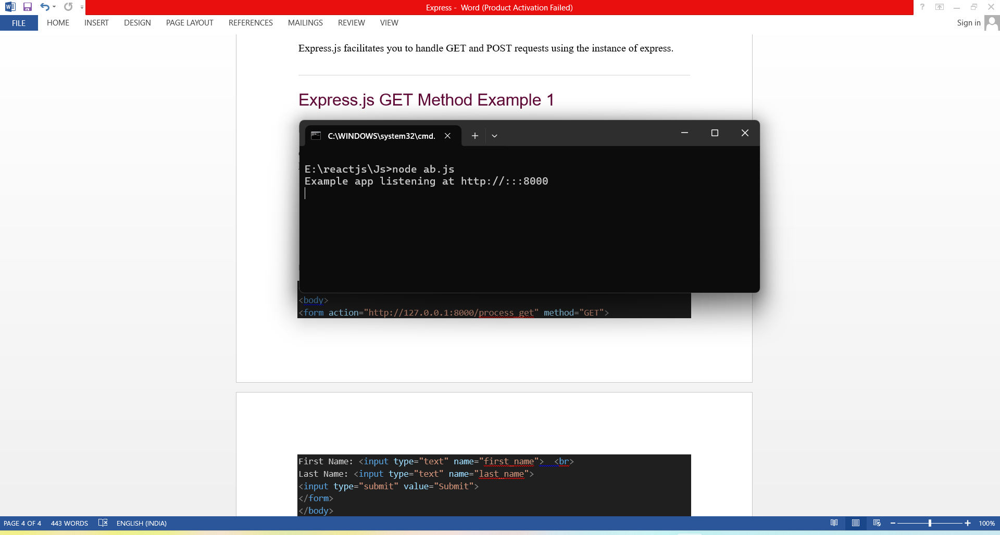 Express - Word (Product Activation Failed)
?
FILE HOME INSERT DESIGN PAGE LAYOUT REFERENCES MAILINGS REVIEW VIEW
Sign in
Express.js facilitates you to handle GET and POST requests using the instance of express.
Express.js GET Method Example 1
C:\WINDOWS\system32\cmd.
E:\reactjs\Js>node ab.js
Example app listening at http://:::8000
<body>
<form action="http://127.0.0.1:8000/process_get" method="GET">
First Name: <input type="text" name="first_name">  <br>
Last Name: <input type="text" name="last_name">
<input type="submit" value="Submit">
</form>
</body>
PAGE 4 OF 4 443 WORDS ENGLISH (INDIA)
100%